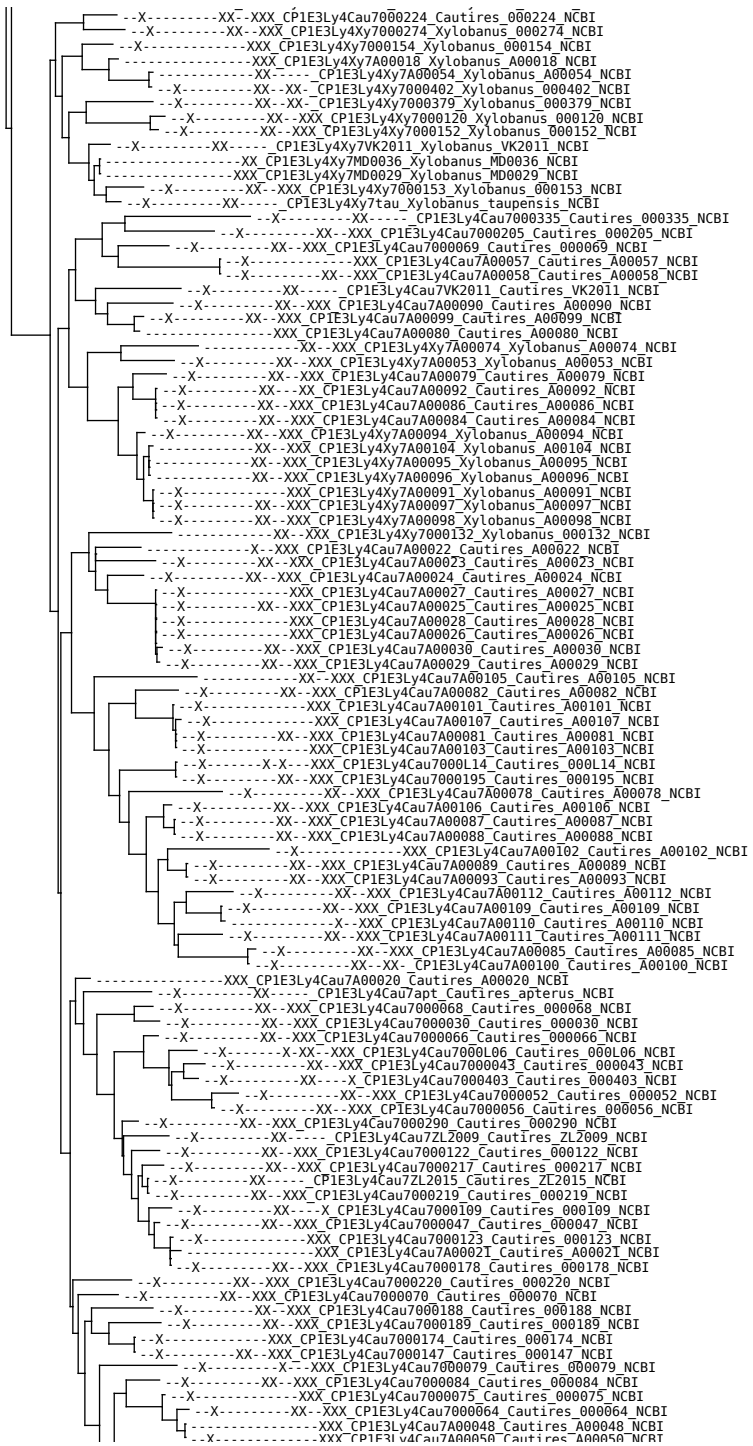 --X---------XX--XXX_CP1E3Ly4Cau7000224_Cautires_000224_NCBI
--X---------XX--XXX_CP1E3Ly4Xy7000274_Xylobanus_000274_NCBI
--X-------------XXX_CP1E3Ly4Xy7000154_Xylobanus_000154_NCBI
----------------XXX_CP1E3Ly4Xy7A00018_Xylobanus_A00018_NCBI
------------XX-----_CP1E3Ly4Xy7A00054_Xylobanus_A00054_NCBI
--X---------XX--XX-_CP1E3Ly4Xy7000402_Xylobanus_000402_NCBI
--X---------XX--XX-_CP1E3Ly4Xy7000379_Xylobanus_000379_NCBI
--X---------XX--XXX_CP1E3Ly4Xy7000120_Xylobanus_000120_NCBI
--X---------XX--XXX_CP1E3Ly4Xy7000152_Xylobanus_000152_NCBI
--X---------XX-----_CP1E3Ly4Xy7VK2011_Xylobanus_VK2011_NCBI
-----------------XX_CP1E3Ly4Xy7MD0036_Xylobanus_MD0036_NCBI
-----------------XX_CP1E3Ly4Xy7MD0029_Xylobanus_MD0029_NCBI
--X---------XX--XXX_CP1E3Ly4Xy7000153_Xylobanus_000153_NCBI
--X---------XX-----_CP1E3Ly4Xy7tau_Xylobanus_taupensis_NCBI
--X---------XX-----_CP1E3Ly4Cau7000335_Cautires_000335_NCBI
--X---------XX--XXX_CP1E3Ly4Cau7000205_Cautires_000205_NCBI
--X---------XX--XXX_CP1E3Ly4Cau7000069_Cautires_000069_NCBI
--X-------------XXX_CP1E3Ly4Cau7A00057_Cautires_A00057_NCBI
--X---------XX--XXX_CP1E3Ly4Cau7A00058_Cautires_A00058_NCBI
--X---------XX-----_CP1E3Ly4Cau7VK2011_Cautires_VK2011_NCBI
--X---------XX--XXX_CP1E3Ly4Cau7A00090_Cautires_A00090_NCBI
--X---------XX--XXX_CP1E3Ly4Cau7A00099_Cautires_A00099_NCBI
----------------XXX_CP1E3Ly4Cau7A00080_Cautires_A00080_NCBI
------------XX--XXX_CP1E3Ly4Xy7A00074_Xylobanus_A00074_NCBI
--X---------XX--XXX_CP1E3Ly4Xy7A00053_Xylobanus_A00053_NCBI
--X---------XX--XXX_CP1E3Ly4Cau7A00079_Cautires_A00079_NCBI
--X---------XX--XXX_CP1E3Ly4Cau7A00092_Cautires_A00092_NCBI
--X---------XX--XXX_CP1E3Ly4Cau7A00086_Cautires_A00086_NCBI
--X---------XX--XXX_CP1E3Ly4Cau7A00084_Cautires_A00084_NCBI
--X---------XX--XXX_CP1E3Ly4Xy7A00094_Xylobanus_A00094_NCBI
------------XX--XXX_CP1E3Ly4Xy7A00104_Xylobanus_A00104_NCBI
----------------XXX_CP1E3Ly4Xy7A00095_Xylobanus_A00095_NCBI
----------------XXX_CP1E3Ly4Xy7A00096_Xylobanus_A00096_NCBI
--X-------------XXX_CP1E3Ly4Xy7A00091_Xylobanus_A00091_NCBI
--X---------XX--XXX_CP1E3Ly4Xy7A00097_Xylobanus_A00097_NCBI
--X---------XX--XXX_CP1E3Ly4Xy7A00098_Xylobanus_A00098_NCBI
------------XX--XXX_CP1E3Ly4Xy7000132_Xylobanus_000132_NCBI
-------------X--XXX_CP1E3Ly4Cau7A00022_Cautires_A00022_NCBI
--X---------XX--XXX_CP1E3Ly4Cau7A00023_Cautires_A00023_NCBI
--X---------XX--XXX_CP1E3Ly4Cau7A00024_Cautires_A00024_NCBI
--X-------------XXX_CP1E3Ly4Cau7A00027_Cautires_A00027_NCBI
--X---------XX--XXX_CP1E3Ly4Cau7A00025_Cautires_A00025_NCBI
--X-------------XXX_CP1E3Ly4Cau7A00028_Cautires_A00028_NCBI
--X-------------XXX_CP1E3Ly4Cau7A00026_Cautires_A00026_NCBI
--X---------XX--XXX_CP1E3Ly4Cau7A00030_Cautires_A00030_NCBI
--X---------XX--XXX_CP1E3Ly4Cau7A00029_Cautires_A00029_NCBI
------------XX--XXX_CP1E3Ly4Cau7A00105_Cautires_A00105_NCBI
--X---------XX--XXX_CP1E3Ly4Cau7A00082_Cautires_A00082_NCBI
--X-------------XXX_CP1E3Ly4Cau7A00101_Cautires_A00101_NCBI
----------------XXX_CP1E3Ly4Cau7A00107_Cautires_A00107_NCBI
--X---------XX--XXX_CP1E3Ly4Cau7A00081_Cautires_A00081_NCBI
--X-------------XXX_CP1E3Ly4Cau7A00103_Cautires_A00103_NCBI
--X-------X-X--XXX_CP1E3Ly4Cau7000L14_Cautires_000L14_NCBI
--X---------XX--XXX_CP1E3Ly4Cau7000195_Cautires_000195_NCBI
--X---------XX--XXX_CP1E3Ly4Cau7A00078_Cautires_A00078_NCBI
--X---------XX--XXX_CP1E3Ly4Cau7A00106_Cautires_A00106_NCBI
--X---------XX--XXX_CP1E3Ly4Cau7A00087_Cautires_A00087_NCBI
--X---------XX--XXX_CP1E3Ly4Cau7A00088_Cautires_A00088_NCBI
--X-------------XXX_CP1E3Ly4Cau7A00102_Cautires_A00102_NCBI
--X---------XX--XXX_CP1E3Ly4Cau7A00089_Cautires_A00089_NCBI
--X---------XX--XXX_CP1E3Ly4Cau7A00093_Cautires_A00093_NCBI
--X---------XX--XXX_CP1E3Ly4Cau7A00112_Cautires_A00112_NCBI
--X---------XX--XXX_CP1E3Ly4Cau7A00109_Cautires_A00109_NCBI
-------------X--XXX_CP1E3Ly4Cau7A00110_Cautires_A00110_NCBI
--X---------XX--XXX_CP1E3Ly4Cau7A00111_Cautires_A00111_NCBI
--X---------XX--XXX_CP1E3Ly4Cau7A00085_Cautires_A00085_NCBI
--X---------XX--XX-_CP1E3Ly4Cau7A00100_Cautires_A00100_NCBI
----------------XXX_CP1E3Ly4Cau7A00020_Cautires_A00020_NCBI
--X---------XX-----_CP1E3Ly4Cau7apt_Cautires_apterus_NCBI
--X---------XX--XXX_CP1E3Ly4Cau7000068_Cautires_000068_NCBI
--X---------XX--XXX_CP1E3Ly4Cau7000030_Cautires_000030_NCBI
--X---------XX--XXX_CP1E3Ly4Cau7000066_Cautires_000066_NCBI
--X-------X-XX--XXX_CP1E3Ly4Cau7000L06_Cautires_000L06_NCBI
--X---------XX--XXX_CP1E3Ly4Cau7000043_Cautires_000043_NCBI
--X---------XX----X_CP1E3Ly4Cau7000403_Cautires_000403_NCBI
--X---------XX--XXX_CP1E3Ly4Cau7000052_Cautires_000052_NCBI
--X---------XX--XXX_CP1E3Ly4Cau7000056_Cautires_000056_NCBI
--X---------XX--XXX_CP1E3Ly4Cau7000290_Cautires_000290_NCBI
--X---------XX-----_CP1E3Ly4Cau7ZL2009_Cautires_ZL2009_NCBI
--X---------XX--XXX_CP1E3Ly4Cau7000122_Cautires_000122_NCBI
--X---------XX--XXX_CP1E3Ly4Cau7000217_Cautires_000217_NCBI
--X---------XX-----_CP1E3Ly4Cau7ZL2015_Cautires_ZL2015_NCBI
--X---------XX--XXX_CP1E3Ly4Cau7000219_Cautires_000219_NCBI
--X---------XX----X_CP1E3Ly4Cau7000109_Cautires_000109_NCBI
--X---------XX--XXX_CP1E3Ly4Cau7000047_Cautires_000047_NCBI
--X---------XX--XXX_CP1E3Ly4Cau7000123_Cautires_000123_NCBI
----------------XXX_CP1E3Ly4Cau7A00021_Cautires_A00021_NCBI
--X---------XX--XXX_CP1E3Ly4Cau7000178_Cautires_000178_NCBI
--X---------XX--XXX_CP1E3Ly4Cau7000220_Cautires_000220_NCBI
--X---------XX--XXX_CP1E3Ly4Cau7000070_Cautires_000070_NCBI
--X---------XX--XXX_CP1E3Ly4Cau7000188_Cautires_000188_NCBI
--X---------XX--XXX_CP1E3Ly4Cau7000189_Cautires_000189_NCBI
--X-------------XXX_CP1E3Ly4Cau7000174_Cautires_000174_NCBI
--X---------XX--XXX_CP1E3Ly4Cau7000147_Cautires_000147_NCBI
--X---------X---XXX_CP1E3Ly4Cau7000079_Cautires_000079_NCBI
--X---------XX--XXX_CP1E3Ly4Cau7000084_Cautires_000084_NCBI
--X-------------XXX_CP1E3Ly4Cau7000075_Cautires_000075_NCBI
--X---------XX--XXX_CP1E3Ly4Cau7000064_Cautires_000064_NCBI
----------------XXX_CP1E3Ly4Cau7A00048_Cautires_A00048_NCBI
--X-------------XXX_CP1E3Ly4Cau7A00050_Cautires_A00050_NCBI